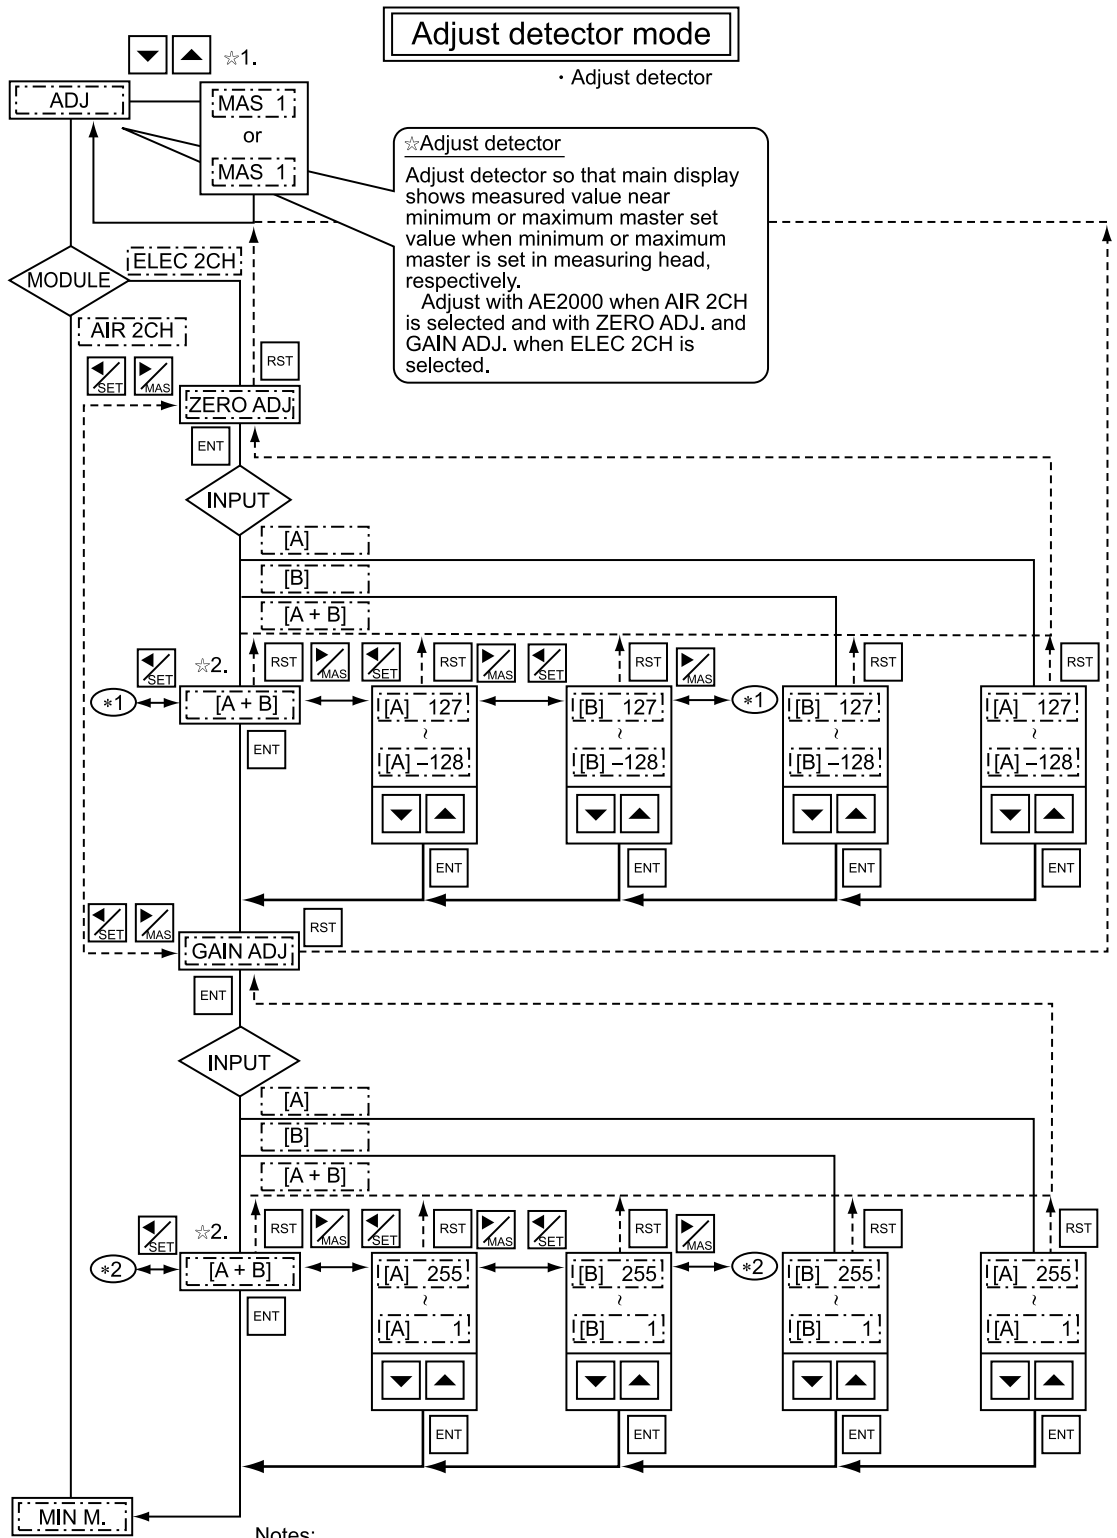 Adjust detector mode
・Adjust detector
☆1.
ADJ
MAS 1
or
MAS 1
☆Adjust detector
Adjust detector so that main display
shows measured value near
minimum or maximum master set
value when minimum or maximum
master is set in measuring head,
respectively.
Adjust with AE2000 when AIR 2CH
is selected and with ZERO ADJ. and
GAIN ADJ. when ELEC 2CH is
selected.
MODULE
ELEC 2CH
AIR 2CH
SET MAS RST
ZERO ADJ
ENT
INPUT
[A]
[B]
[A + B]
SET ☆2. RST MAS SET RST MAS SET RST MAS RST RST
*1 [A + B] [A] 127 [B] 127 *1 [B] 127 [A] 127
~ ~ ~ ~
[A] –128 [B] –128 [B] –128 [A] –128
ENT
ENT ENT ENT ENT
SET MAS RST
GAIN ADJ
ENT
INPUT
[A]
[B]
[A + B]
SET ☆2. RST MAS SET RST MAS SET RST MAS RST RST
*2 [A + B] [A] 255 [B] 255 *2 [B] 255 [A] 255
~ ~ ~ ~
[A] 1 [B] 1 [B] 1 [A] 1
ENT
ENT ENT ENT ENT
MIN M.
Notes: